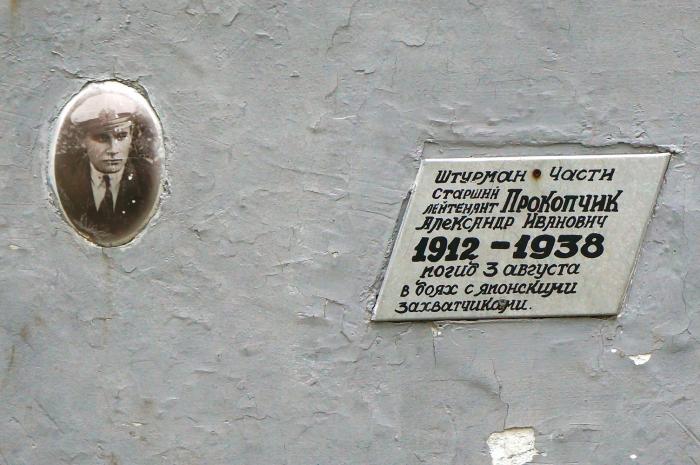 Штурман Части
Старший
лейтенант Прокопчик
Александр Иванович
1912 – 1938
погиб 3 августа
в боях с японскими
захватчиками.